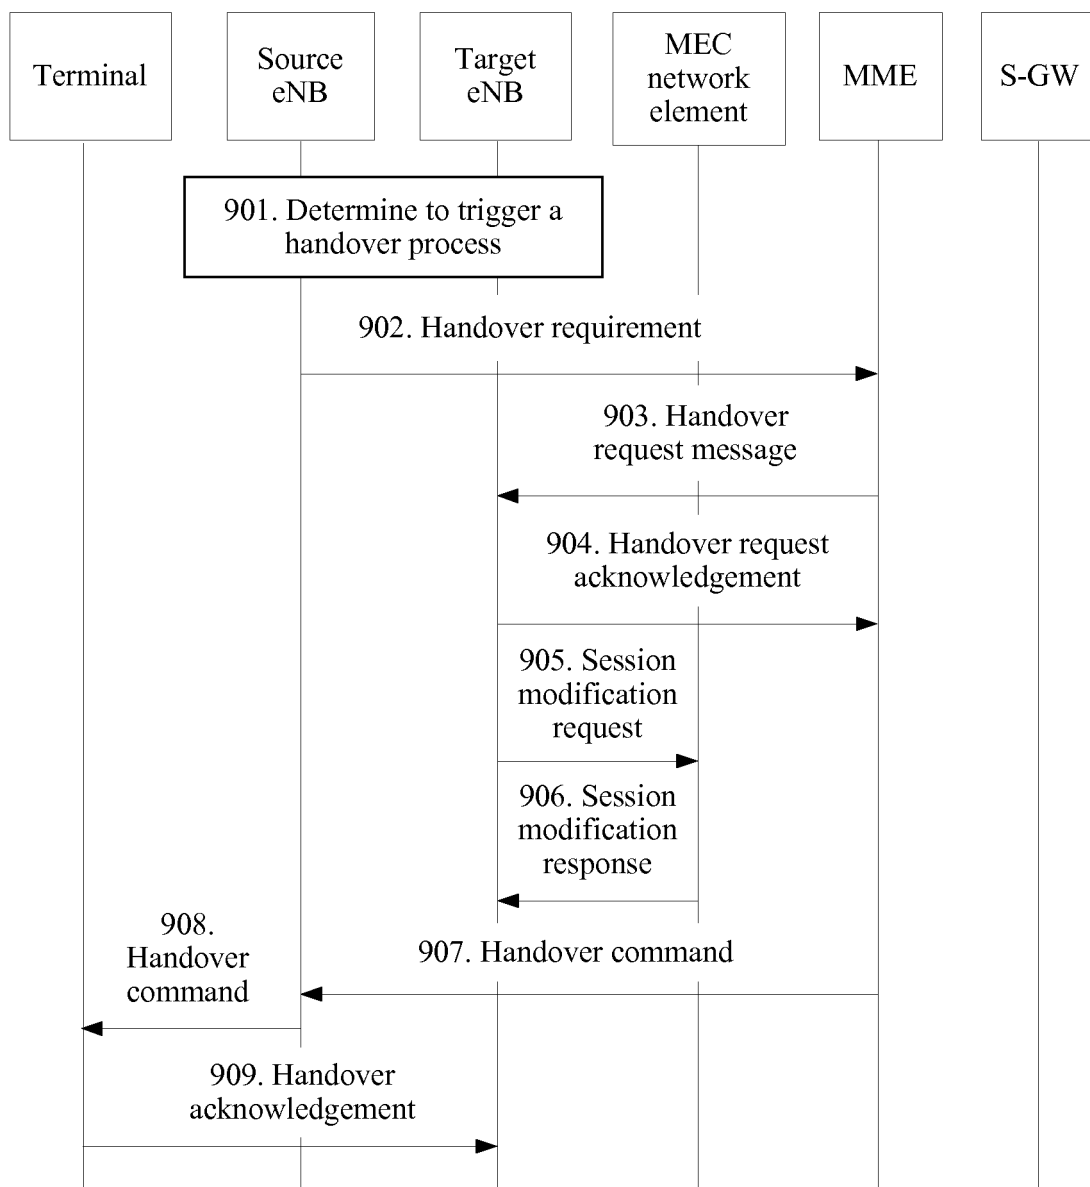 Terminal
Source
eNB
Target
eNB
MEC
network
element
MME
S-GW
901. Determine to trigger a
handover process
902. Handover requirement
903. Handover
request message
904. Handover request
acknowledgement
905. Session
modification
request
906. Session
modification
response
907. Handover command
908.
Handover
command
909. Handover
acknowledgement